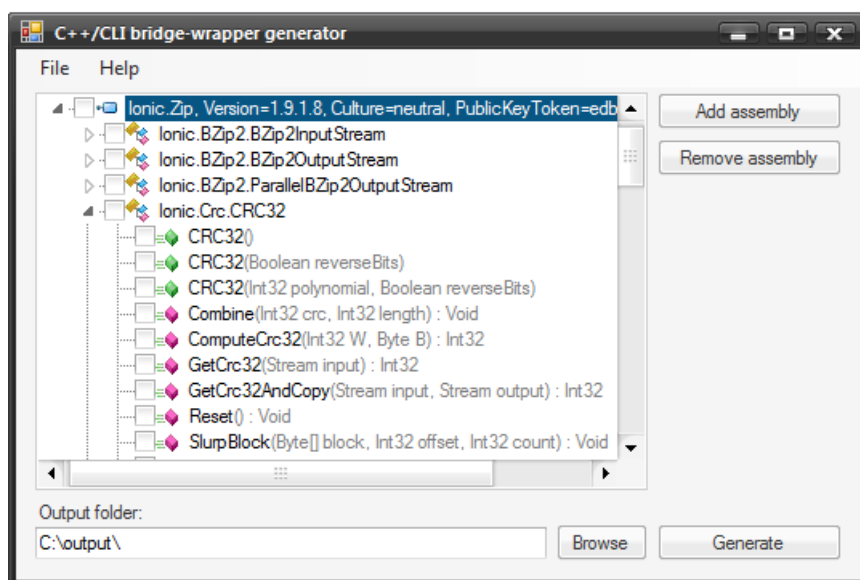 C++/CLI bridge-wrapper generator
File Help
Ionic.Zip, Version=1.9.1.8, Culture=neutral, PublicKeyToken=edb
Add assembly
Ionic.BZip2.BZip2InputStream
Ionic.BZip2.BZip2OutputStream
Remove assembly
Ionic.BZip2.ParallelBZip2OutputStream
Ionic.Crc.CRC32
CRC32()
CRC32(Boolean reverseBits)
CRC32(Int32 polynomial, Boolean reverseBits)
Combine(Int32 crc, Int32 length) : Void
ComputeCrc32(Int32 W, Byte B) : Int32
GetCrc32(Stream input) : Int32
GetCrc32AndCopy(Stream input, Stream output) : Int32
Reset() : Void
SlurpBlock(Byte[] block, Int32 offset, Int32 count) : Void
Output folder:
C:\output\
Browse
Generate